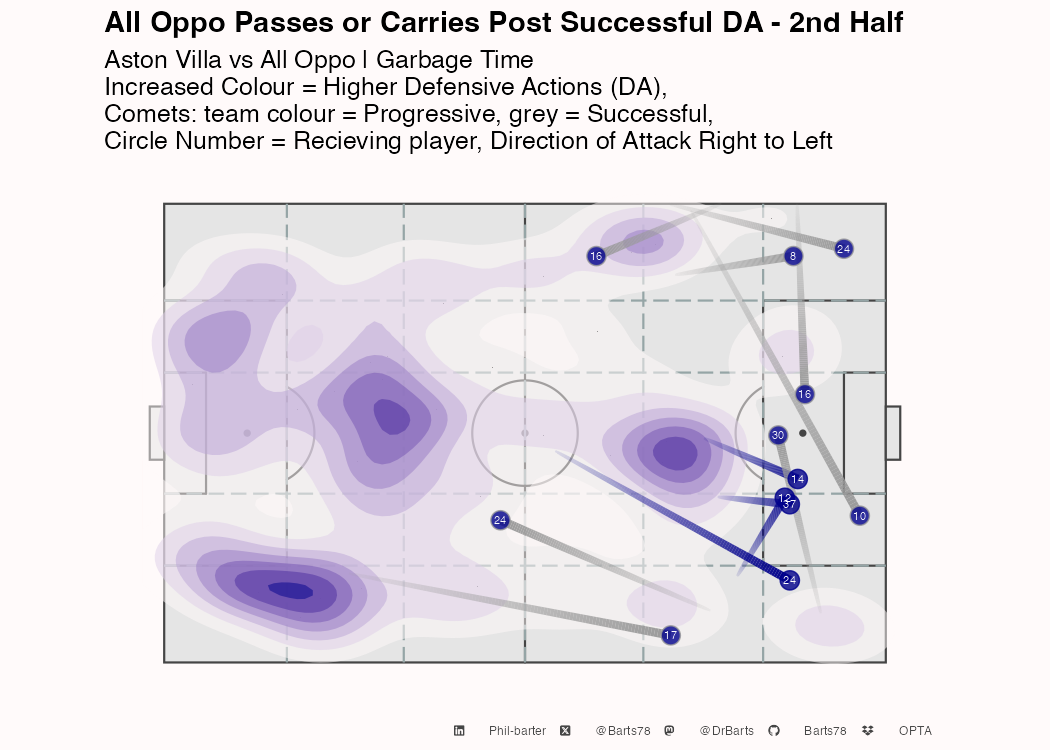 All Oppo Passes or Carries Post Successful DA - 2nd Half
Aston Villa vs All Oppo | Garbage Time
Increased Colour = Higher Defensive Actions (DA),
Comets: team colour = Progressive, grey = Successful,
Circle Number = Recieving player, Direction of Attack Right to Left
16
8
24
16
30
14
12
37
10
24
24
17
Phil-barter @Barts78 @DrBarts Barts78 OPTA